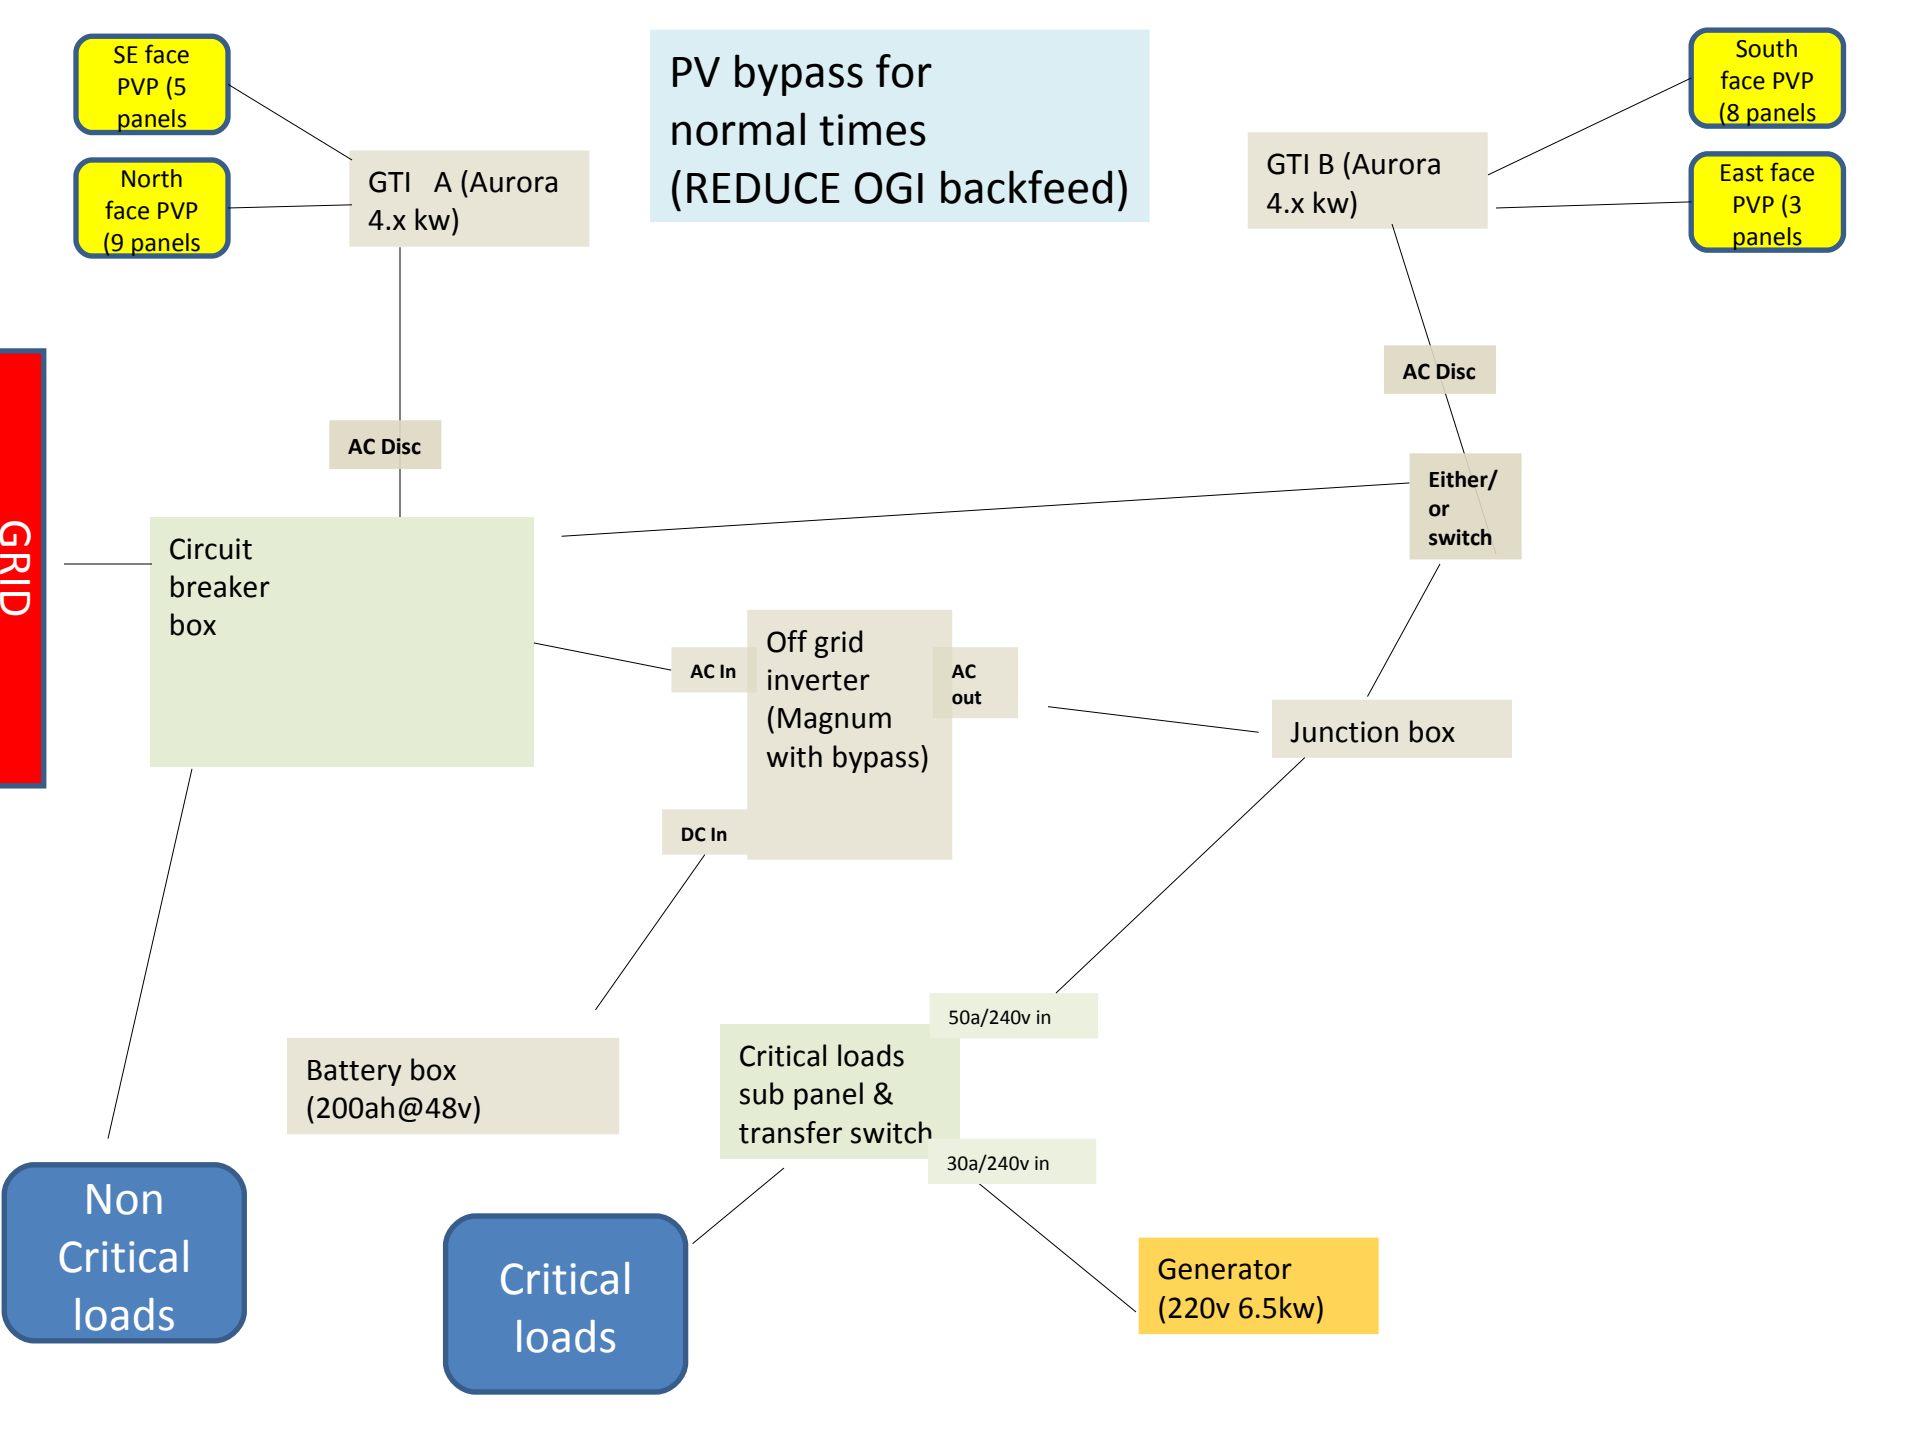 SE face
PVP (5
panels
North
face PVP
(9 panels
GTI   A (Aurora
4.x kw)
PV bypass for
normal times
(REDUCE OGI backfeed)
GTI B (Aurora
4.x kw)
South
face PVP
(8 panels
East face
PVP (3
panels
AC Disc
AC Disc
Either/
or
switch
GRID
Circuit
breaker
box
AC In
Off grid
inverter
(Magnum
with bypass)
AC
out
Junction box
DC In
Battery box
(200ah@48v)
50a/240v in
Critical loads
sub panel &
transfer switch
30a/240v in
Non
Critical
loads
Critical
loads
Generator
(220v 6.5kw)